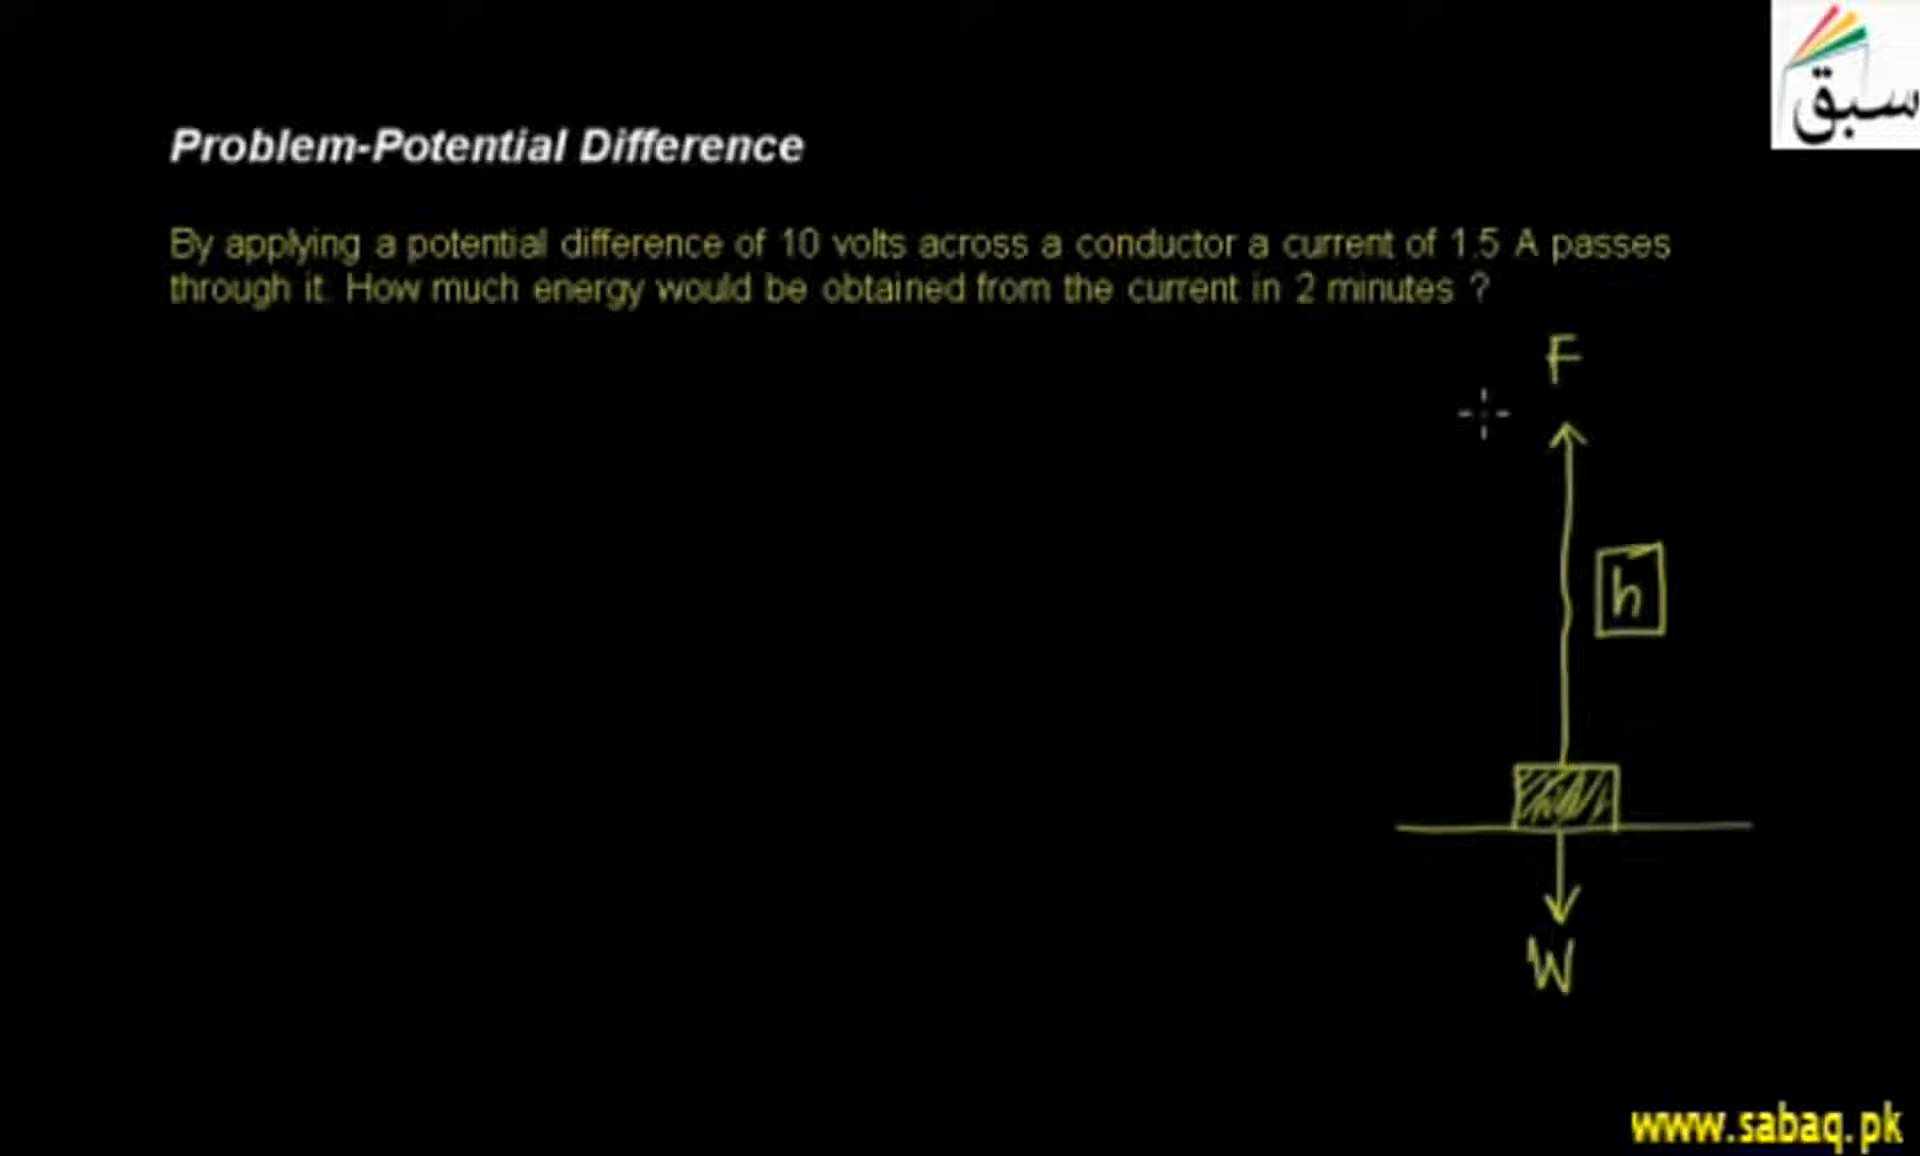 سبق
Problem-Potential Difference
By applying a potential difference of 10 volts across a conductor a current of 1.5 A passes
through it. How much energy would be obtained from the current in 2 minutes ?
F
h
W
www.sabaq.pk